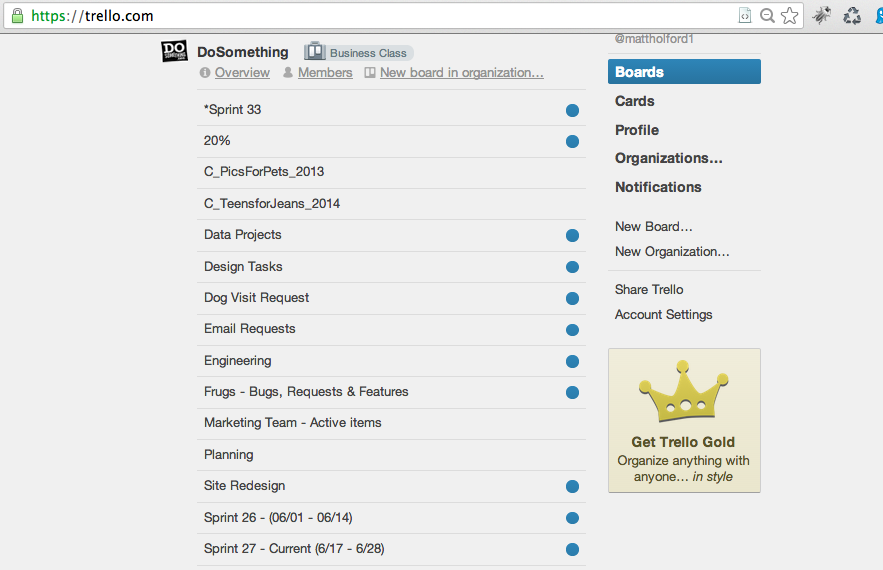 https://trello.com
DO
SOMETHING
DoSomething
Business Class
Overview
Members
New board in organization...
*Sprint 33
20%
C_PicsForPets_2013
C_TeensforJeans_2014
Data Projects
Design Tasks
Dog Visit Request
Email Requests
Engineering
Frugs - Bugs, Requests & Features
Marketing Team - Active items
Planning
Site Redesign
Sprint 26 - (06/01 - 06/14)
Sprint 27 - Current (6/17 - 6/28)
@mattholford1
Boards
Cards
Profile
Organizations...
Notifications
New Board...
New Organization...
Share Trello
Account Settings
Get Trello Gold
Organize anything with
anyone... in style